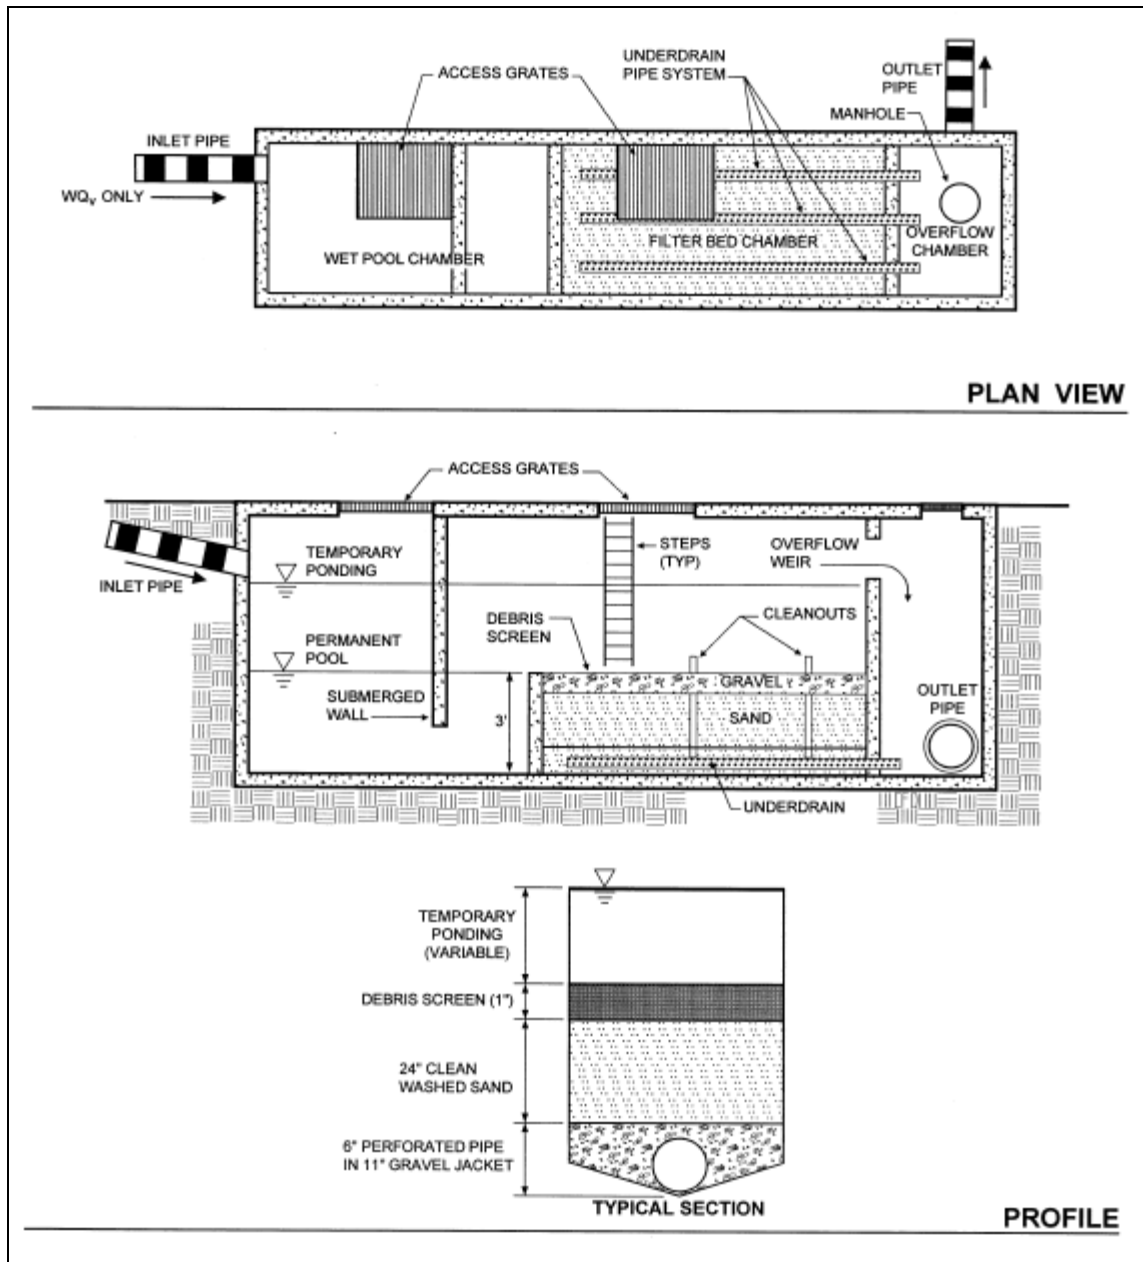 ACCESS GRATES
UNDERDRAIN
PIPE SYSTEM
OUTLET
PIPE
MANHOLE
INLET PIPE
WQv ONLY
WET POOL CHAMBER
FILTER BED CHAMBER
OVERFLOW
CHAMBER
PLAN VIEW
ACCESS GRATES
INLET PIPE
TEMPORARY
PONDING
STEPS
(TYP)
OVERFLOW
WEIR
DEBRIS
SCREEN
CLEANOUTS
PERMANENT
POOL
SUBMERGED
WALL
3'
GRAVEL
SAND
OUTLET
PIPE
UNDERDRAIN
TEMPORARY
PONDING
(VARIABLE)
DEBRIS SCREEN (1")
24" CLEAN
WASHED SAND
6" PERFORATED PIPE
IN 11" GRAVEL JACKET
TYPICAL SECTION
PROFILE